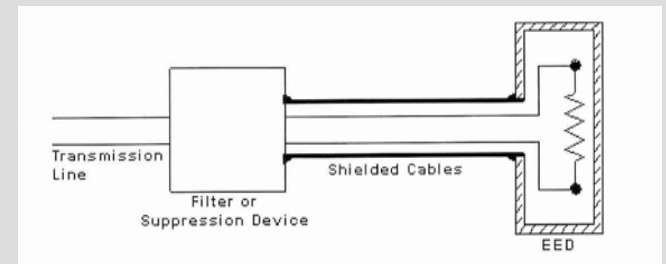 Transmission
Line
Filter or
Suppression Device
Shielded Cables
EED